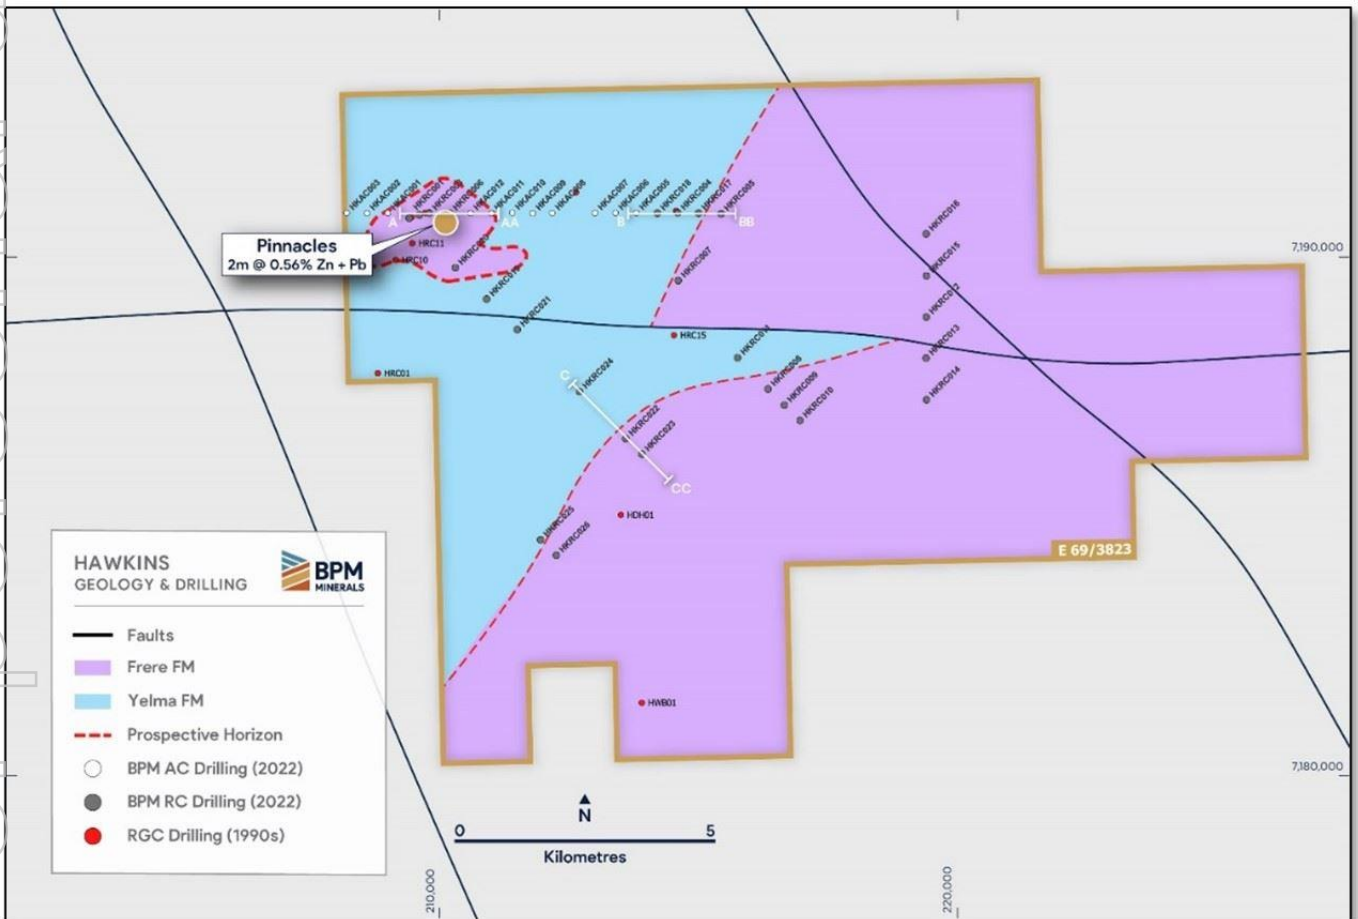 HKAC003
HKAC002
HKAC001
HKRC001
HKAC012
HKAC011
HKAC010
HKAC009
HKAC007
HKAC006
HKAC005
HKRC018
HKRC004
HKRC017
HKRC005
HKRC016
A
AA
B
BB
Pinnacles
2m @ 0.56% Zn + Pb
HRC11
HRC10
HKRC007
HKRC015
7,190,000
HKRC021
HKRC012
HRC15
HKRC013
HRC01
C
HKRC024
HKRC009
HKRC010
HKRC014
HKRC022
HKRC023
CC
HDH01
HKRC025
HKRC026
E 69/3823
HAWKINS
GEOLOGY & DRILLING
BPM
MINERALS
Faults
Frere FM
Yelma FM
Prospective Horizon
BPM AC Drilling (2022)
BPM RC Drilling (2022)
RGC Drilling (1990s)
HWB01
7,180,000
N
0
5
Kilometres
210,000
220,000